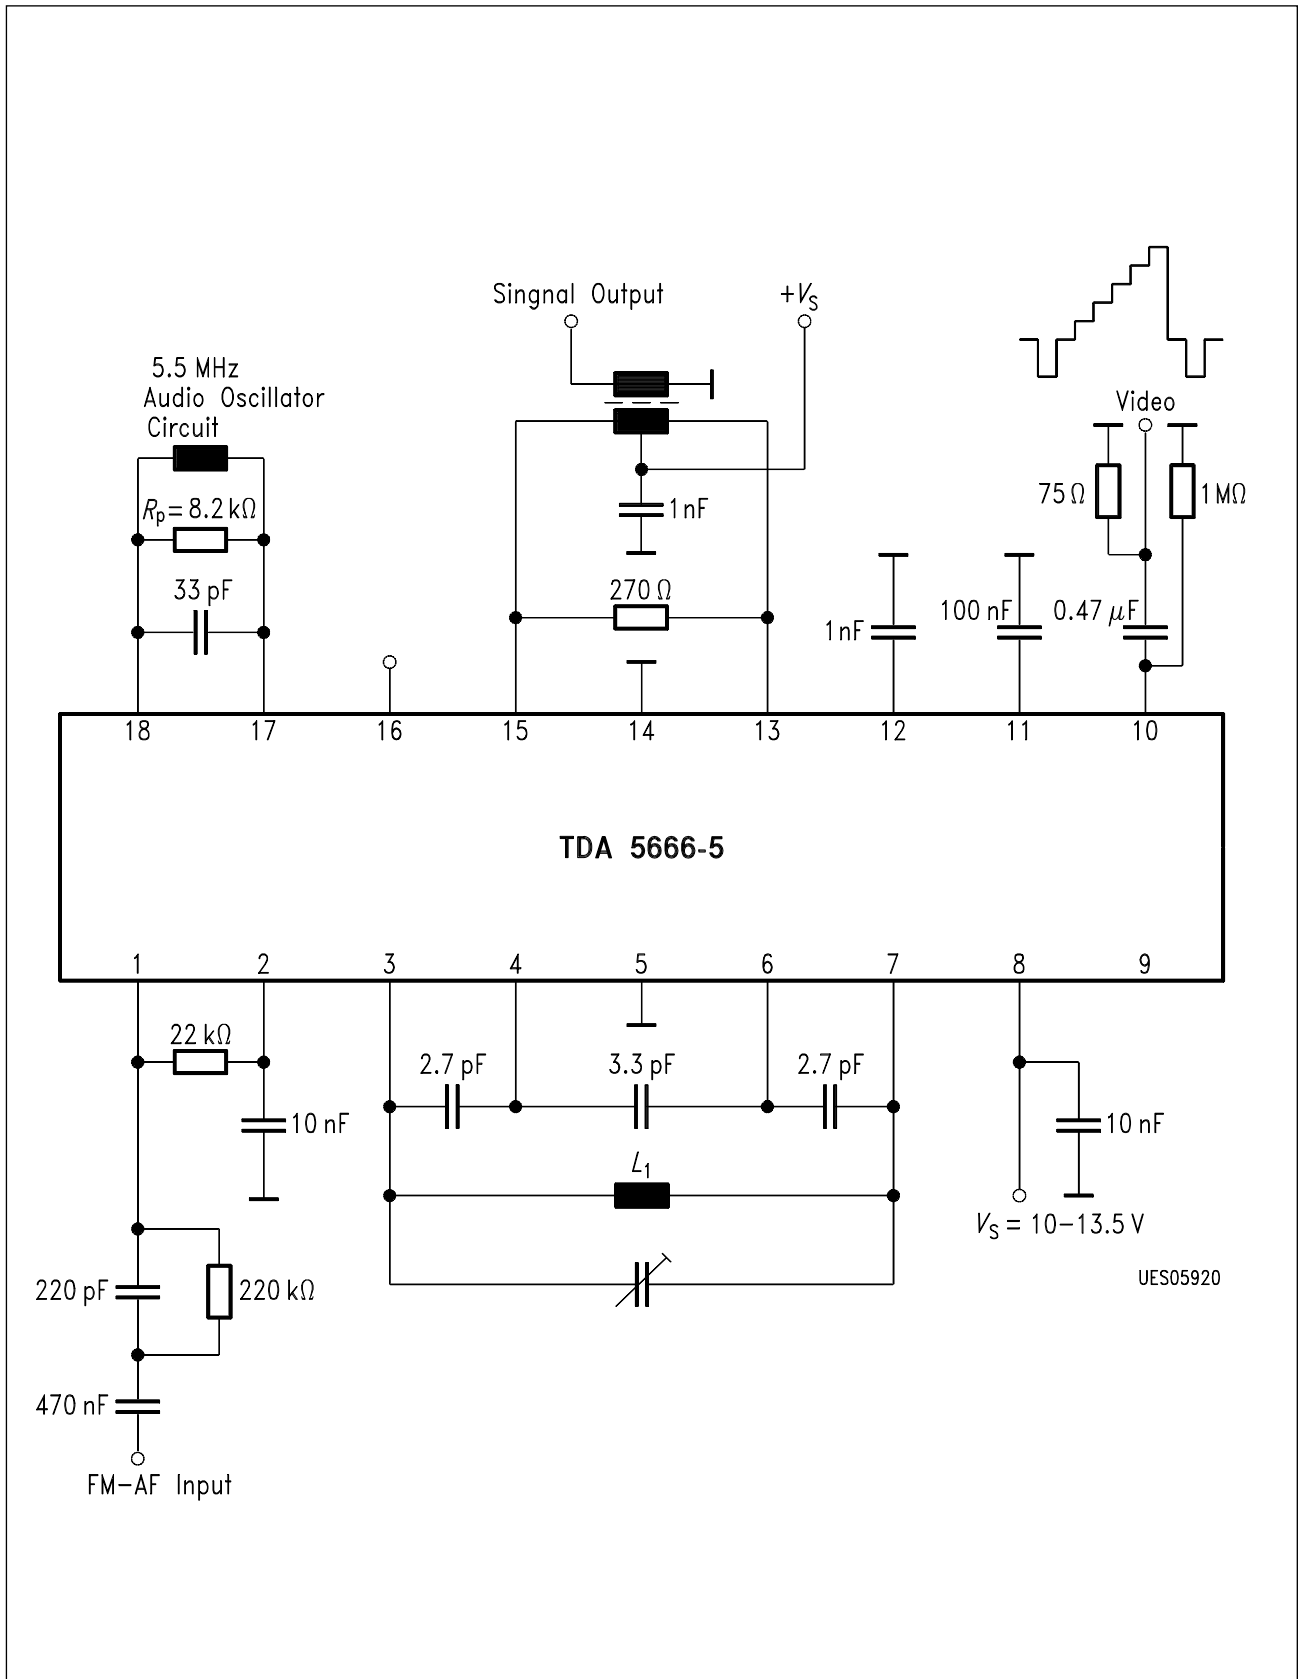 Singnal Output
+VS
5.5 MHz
Audio Oscillator
Circuit
Video
Rp = 8.2 kΩ
75 Ω
1 MΩ
1 nF
33 pF
270 Ω
1 nF
100 nF
0.47 μF
18
17
16
15
14
13
12
11
10
TDA 5666-5
1
2
3
4
5
6
7
8
9
22 kΩ
2.7 pF
3.3 pF
2.7 pF
10 nF
10 nF
L1
VS = 10–13.5 V
220 pF
220 kΩ
UES05920
470 nF
FM–AF Input